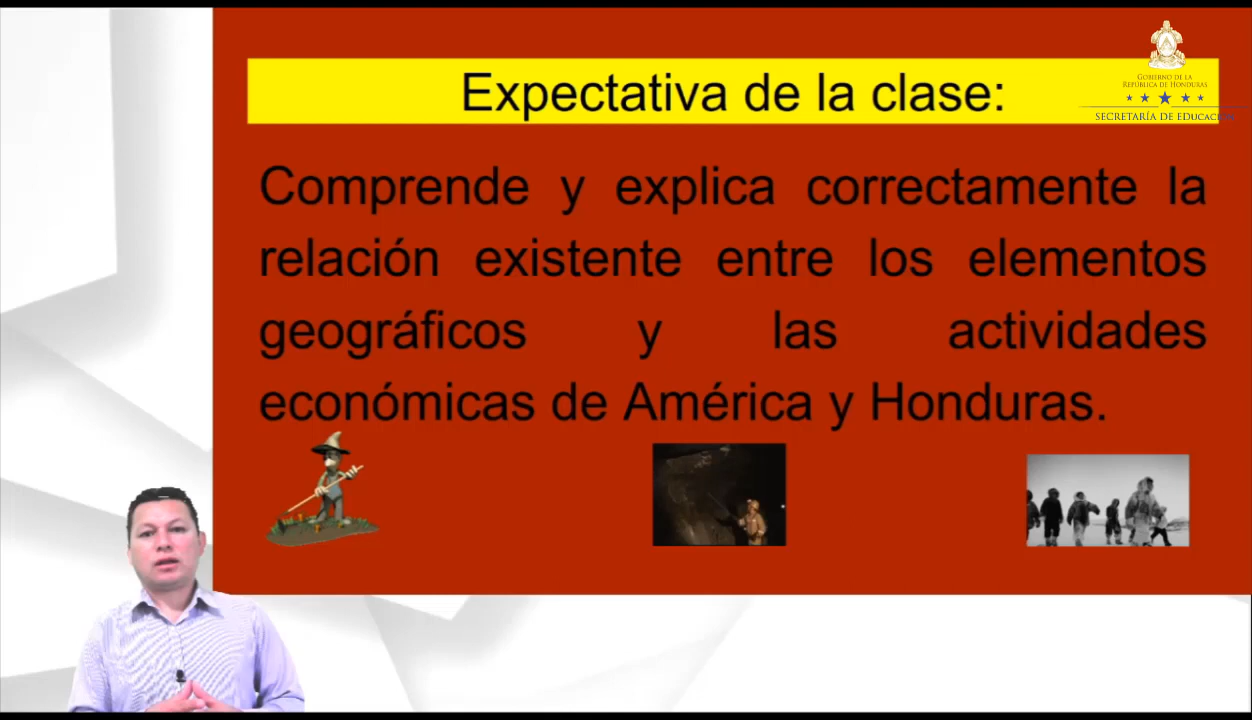 Expectativa de la clase:
GOBIERNO DE LA
REPÚBLICA DE HONDURAS
SECRETARÍA DE EDUCACIÓN
Comprende y explica correctamente la
relación existente entre los elementos
geográficos y las actividades
económicas de América y Honduras.